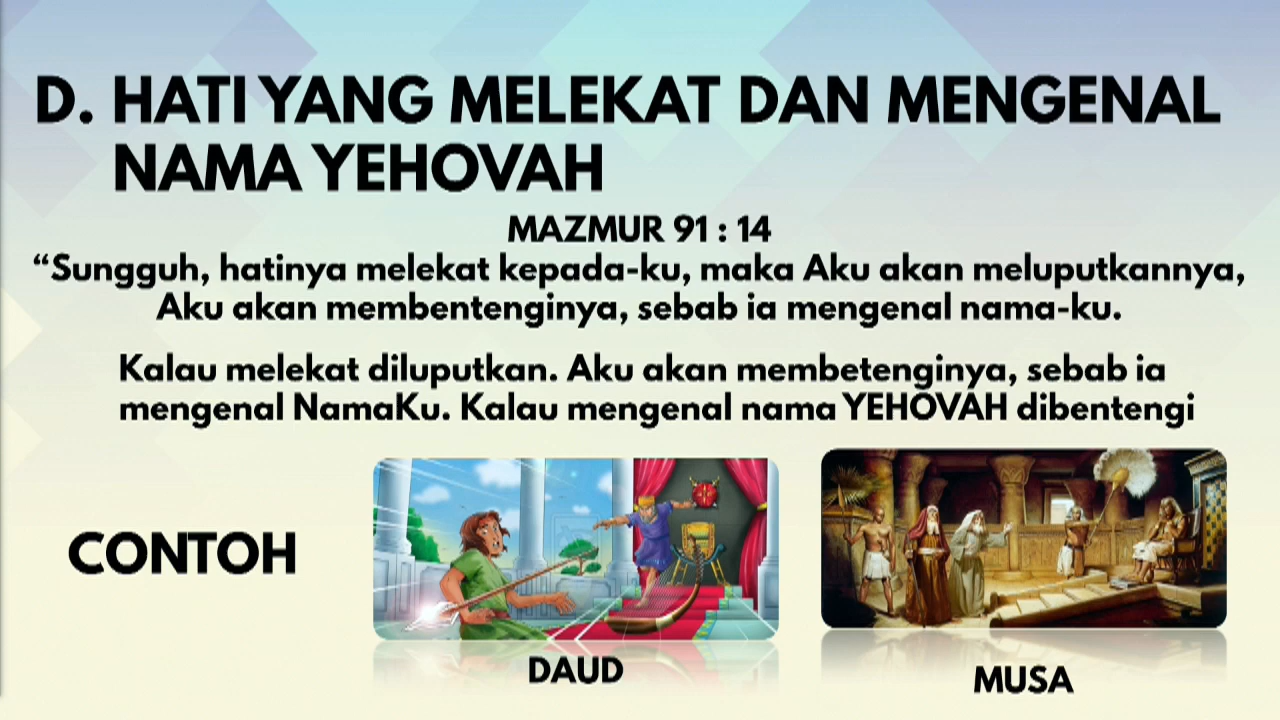 D. HATI YANG MELEKAT DAN MENGENAL
NAMA YEHOVAH
MAZMUR 91 : 14
“Sungguh, hatinya melekat kepada-ku, maka Aku akan meluputkannya,
Aku akan membentenginya, sebab ia mengenal nama-ku.
Kalau melekat diluputkan. Aku akan membetenginya, sebab ia
mengenal NamaKu. Kalau mengenal nama YEHOVAH dibentengi
CONTOH
DAUD
MUSA